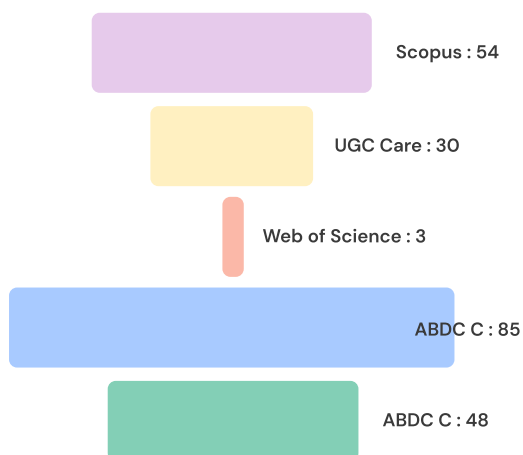 Scopus : 54
UGC Care : 30
Web of Science : 3
ABDC C : 85
ABDC C : 48